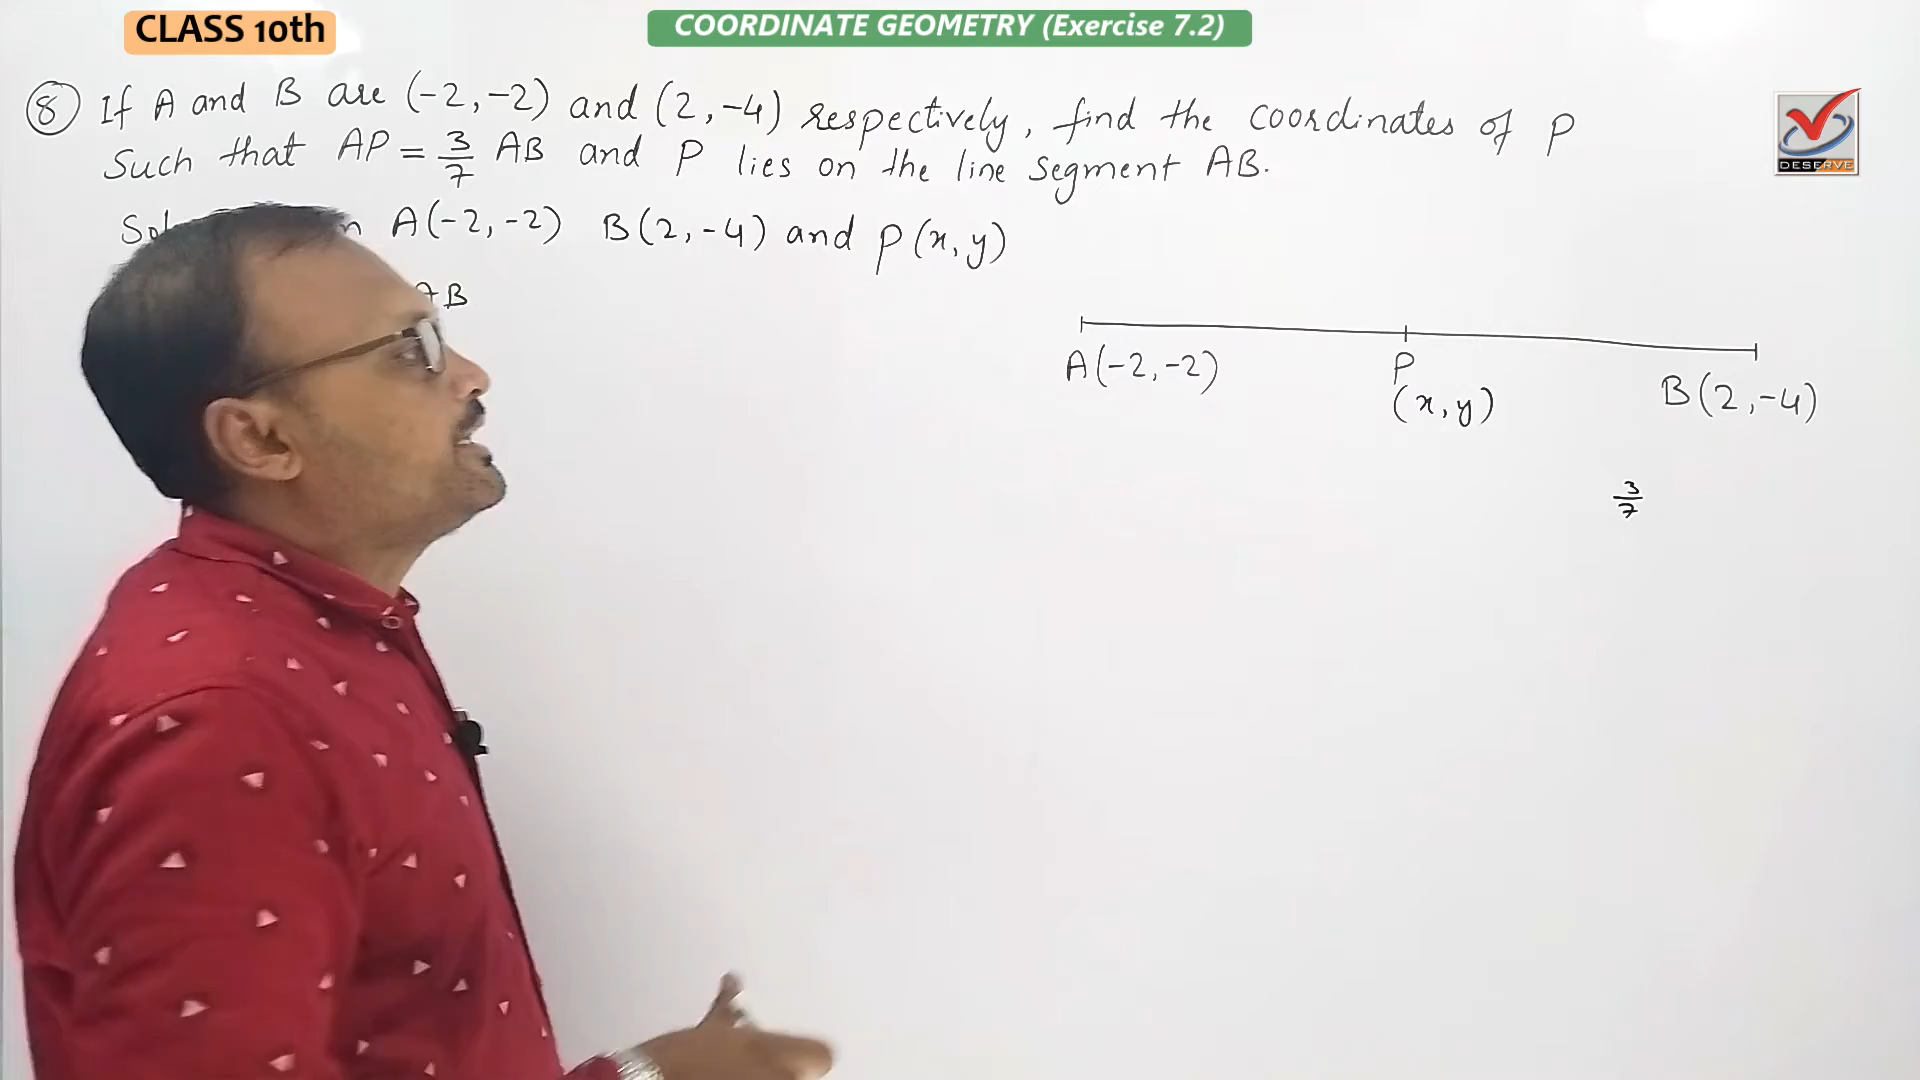 CLASS 10th
COORDINATE GEOMETRY (Exercise 7.2)
8 If A and B are (-2,-2) and (2,-4) respectively, find the coordinates of P
Such that AP = 3/7 AB and P lies on the line segment AB.
A(-2,-2) B(2,-4) and P(x,y)
AB
A(-2,-2)
P
(x,y)
B(2,-4)
3/7
DESERVE